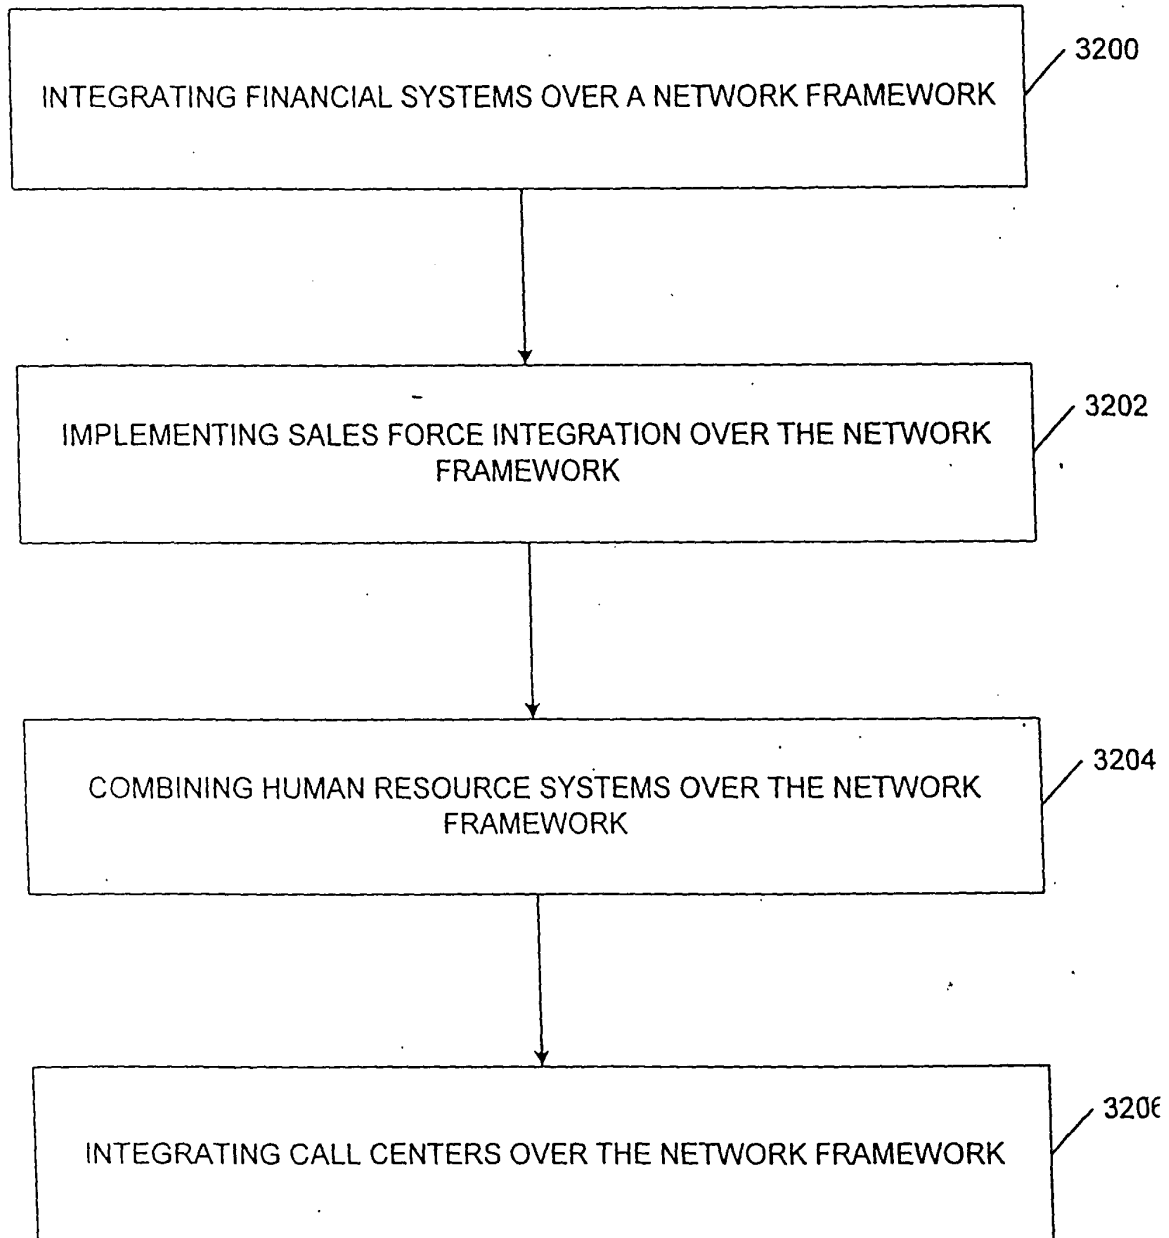 3200
INTEGRATING FINANCIAL SYSTEMS OVER A NETWORK FRAMEWORK
3202
IMPLEMENTING SALES FORCE INTEGRATION OVER THE NETWORK
FRAMEWORK
3204
COMBINING HUMAN RESOURCE SYSTEMS OVER THE NETWORK
FRAMEWORK
3206
INTEGRATING CALL CENTERS OVER THE NETWORK FRAMEWORK